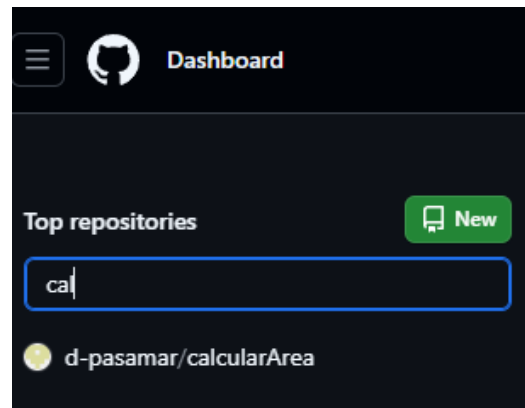 Dashboard
Top repositories
New
cal
d-pasamar/calcularArea